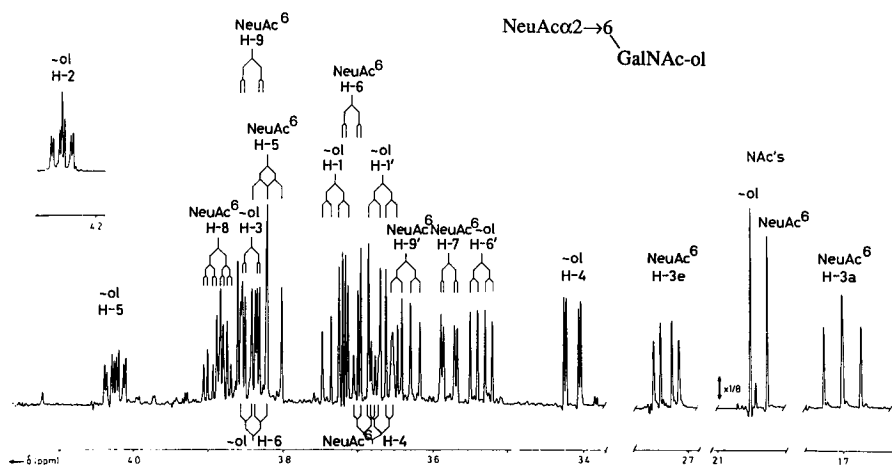 NeuAcα2→6
GalNAc-ol
~ol
H-2
4.2
NeuAc6
H-9
NeuAc6
H-6
NeuAc6
H-5
~ol
H-1
~ol
H-1'
NAc's
~ol
NeuAc6
NeuAc6
H-8
~ol
H-3
NeuAc6
H-9'
NeuAc6
H-7
~ol
H-6'
~ol
H-4
NeuAc6
H-3e
NeuAc6
H-3a
~ol
H-5
x1/8
~ol H-6
NeuAc6 H-4
← δ (ppm) 4.0 3.8 3.6 3.4 2.7 2.1 1.7